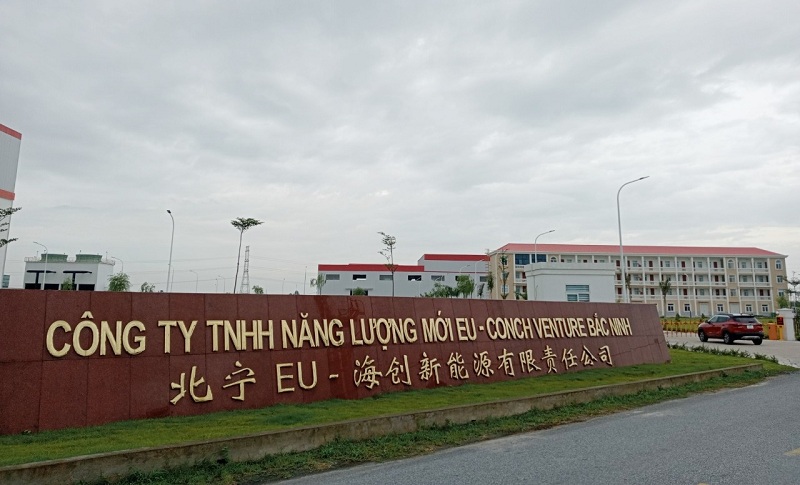 CÔNG TY TNHH NĂNG LƯỢNG MỚI EU - CONCH VENTURE BẮC NINH
北宁 EU - 海创新能源有限责任公司